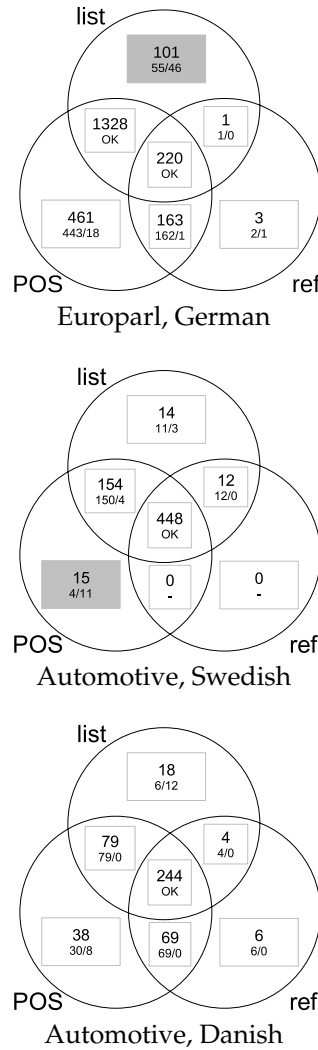 list
101
55/46
1328
OK
1
1/0
220
OK
461
443/18
163
162/1
3
2/1
POS
ref
Europarl, German
list
14
11/3
154
150/4
12
12/0
448
OK
15
4/11
0
-
0
-
POS
ref
Automotive, Swedish
list
18
6/12
79
79/0
4
4/0
244
OK
38
30/8
69
69/0
6
6/0
POS
ref
Automotive, Danish